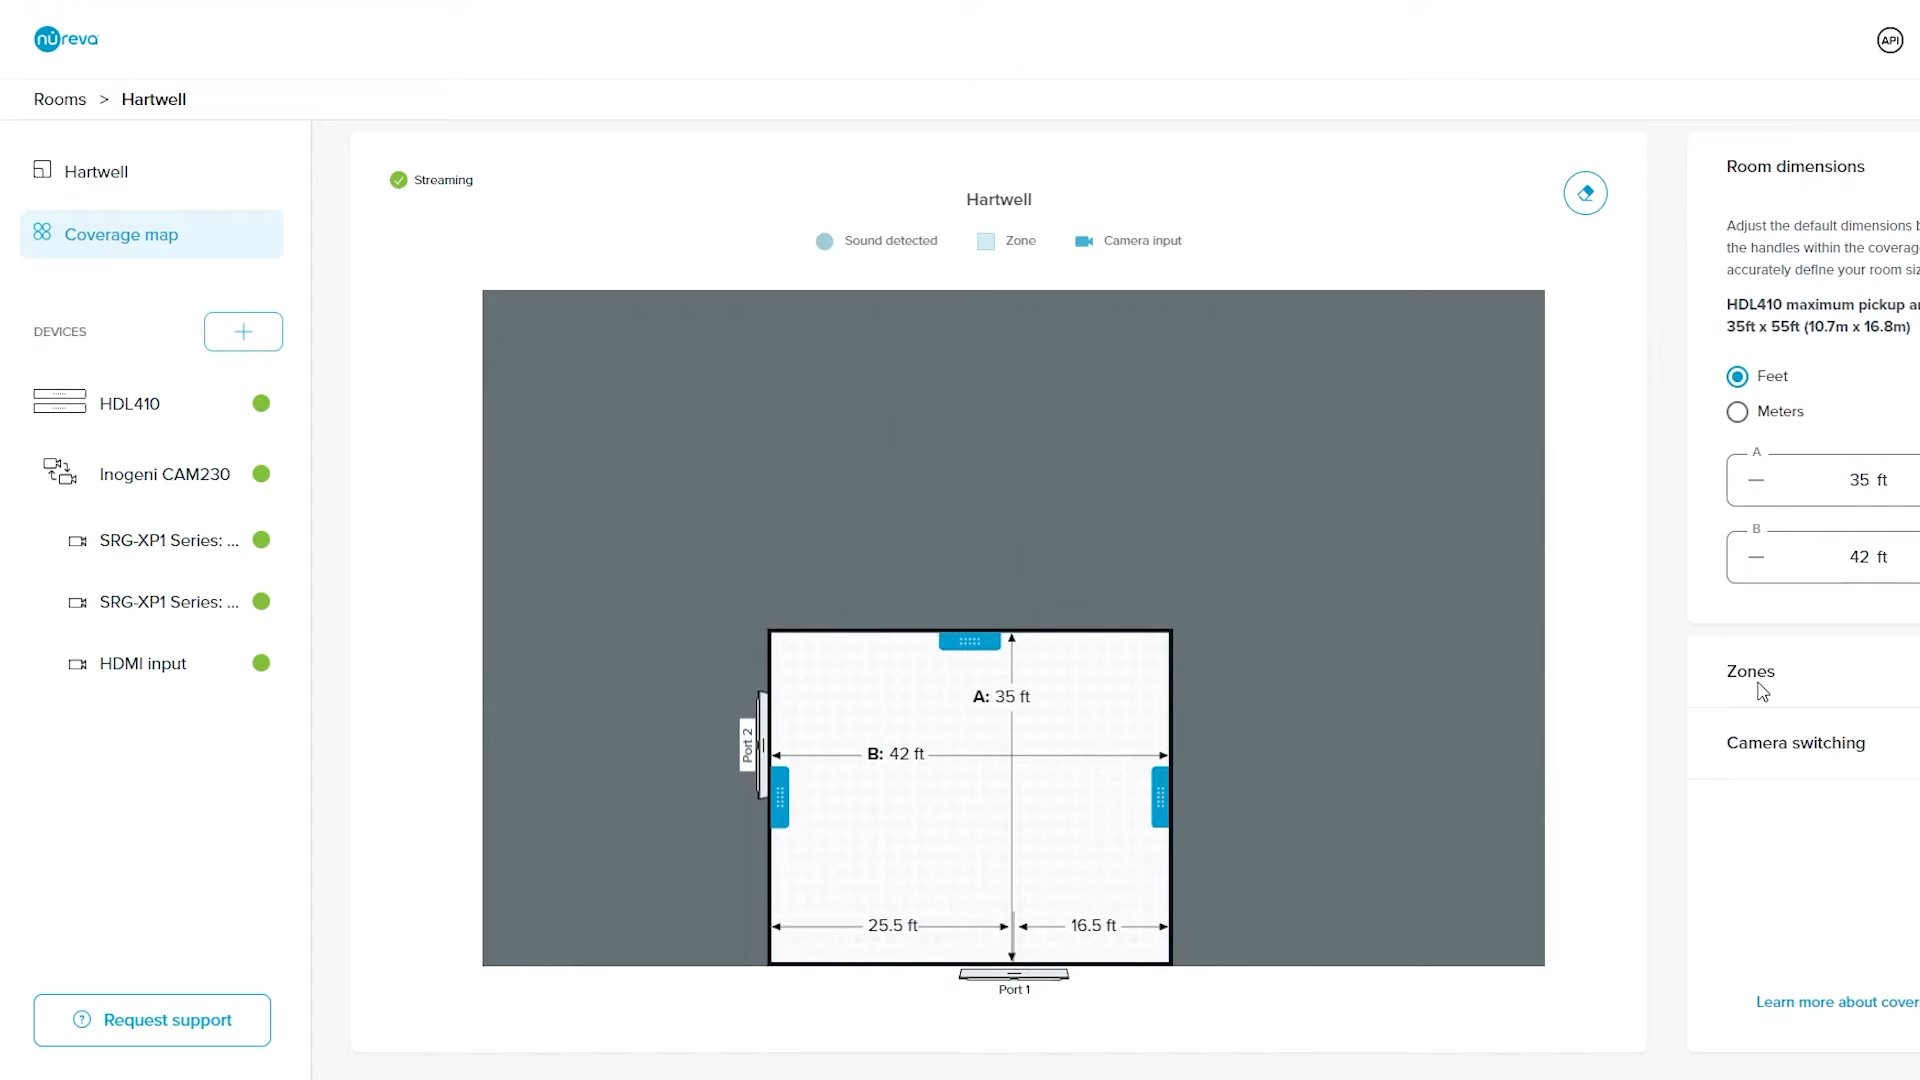 nureva
API
Rooms > Hartwell
Hartwell
Coverage map
DEVICES
HDL410
Inogeni CAM230
SRG-XP1 Series: ...
SRG-XP1 Series: ...
HDMI input
Request support
Streaming
Hartwell
Sound detected
Zone
Camera input
A: 35 ft
B: 42 ft
25.5 ft
16.5 ft
Port 2
Port 1
Room dimensions
Adjust the default dimensions b
the handles within the coverage
accurately define your room siz
HDL410 maximum pickup ar
35ft x 55ft (10.7m x 16.8m)
Feet
Meters
A
35 ft
B
42 ft
Zones
Camera switching
Learn more about cover